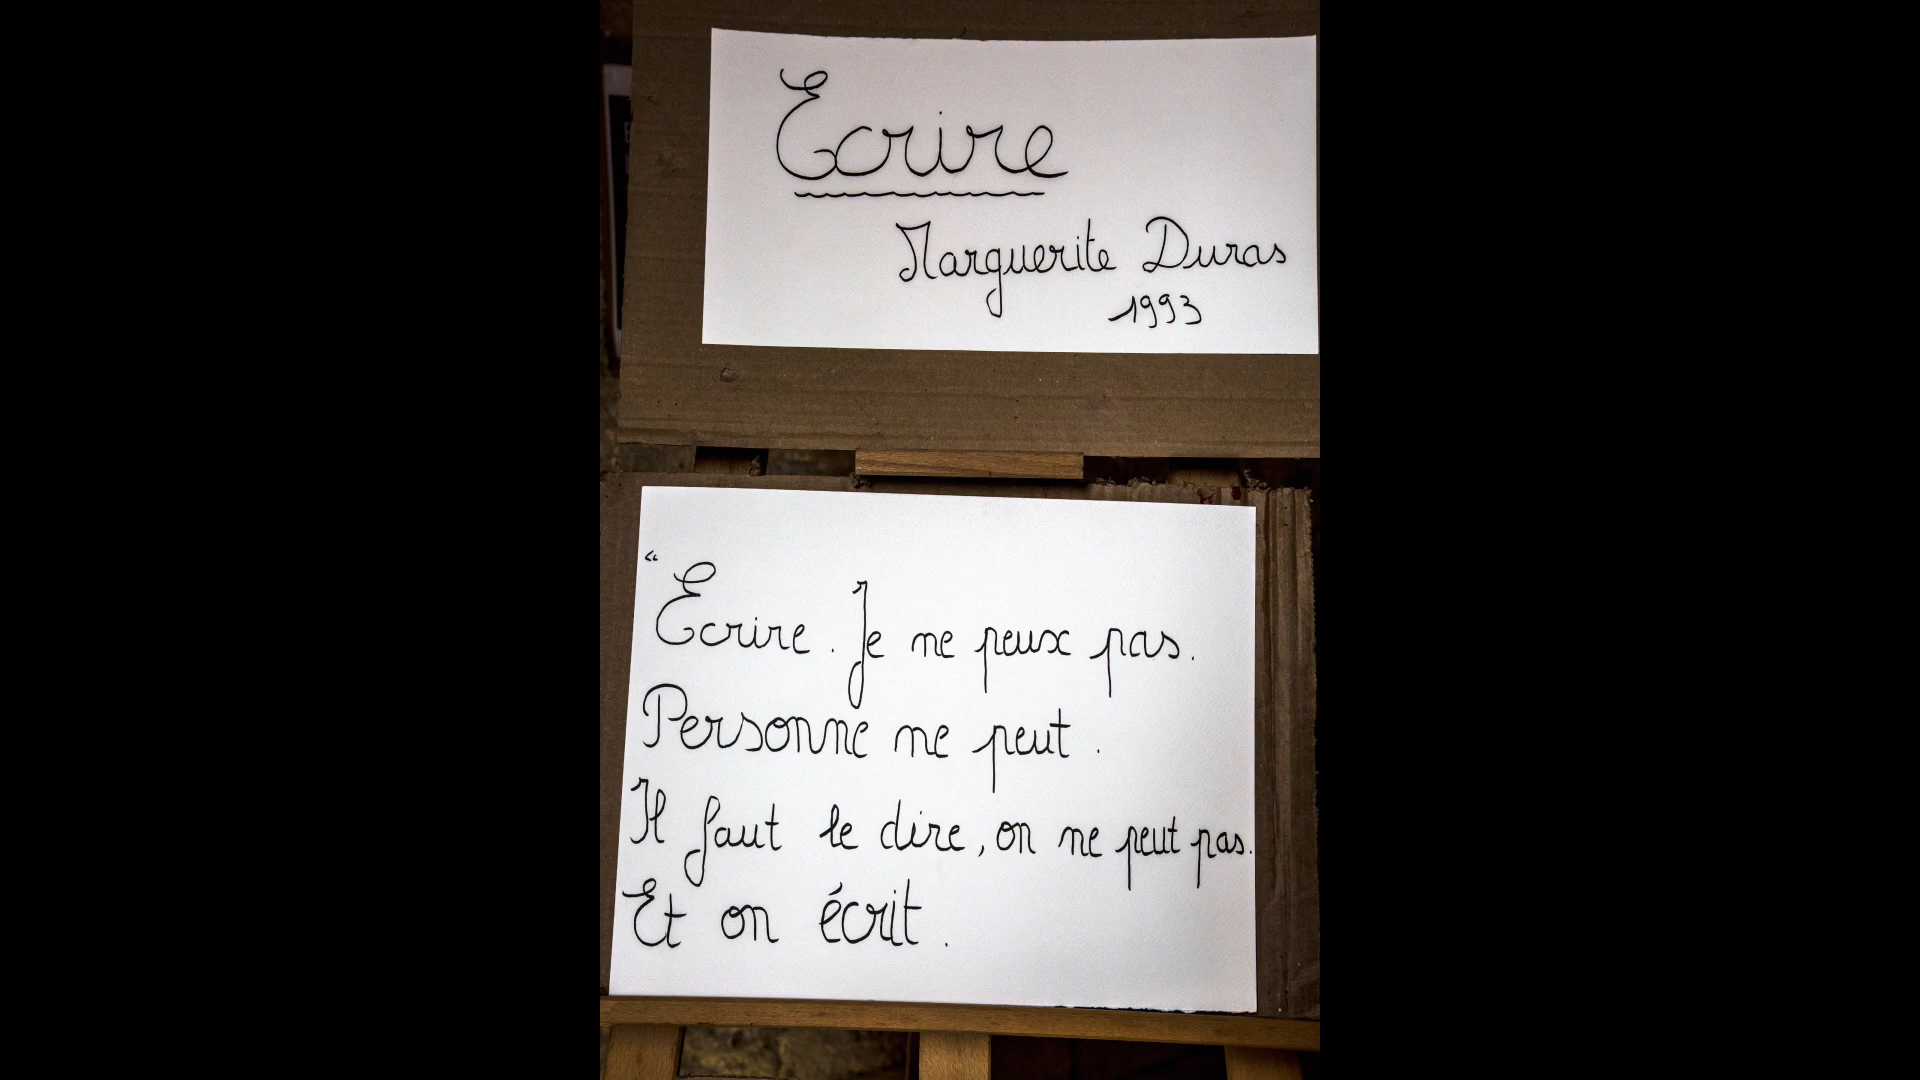 Ecrire
Marguerite Duras
1993
“
Ecrire. Je ne peux pas.
Personne ne peut.
Il faut le dire, on ne peut pas.
Et on écrit.